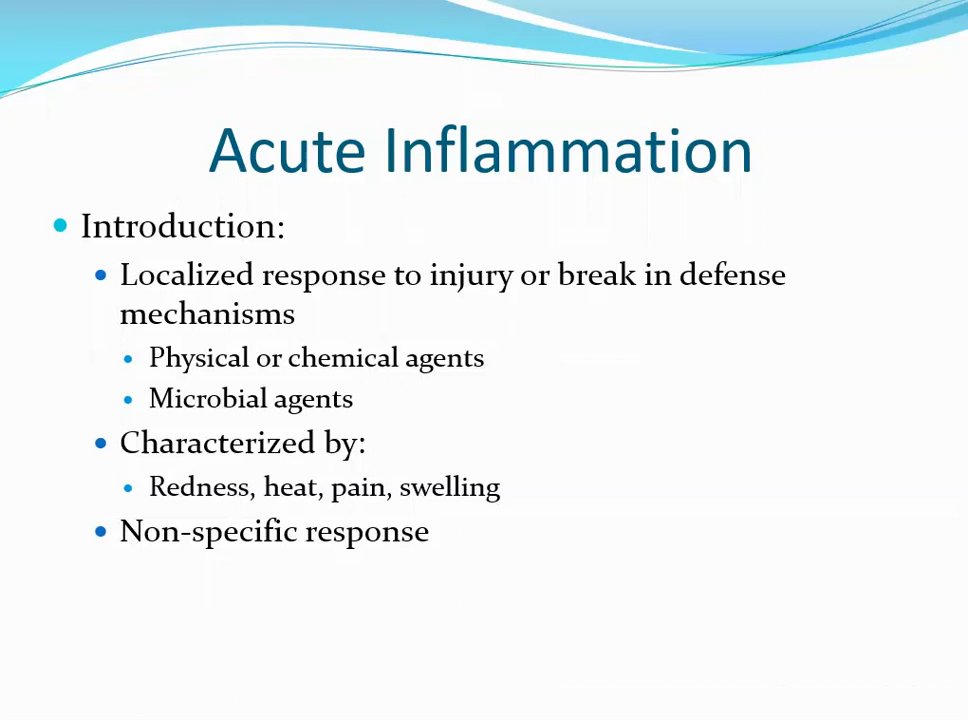 Acute Inflammation
Introduction:
Localized response to injury or break in defense
mechanisms
Physical or chemical agents
Microbial agents
Characterized by:
Redness, heat, pain, swelling
Non-specific response